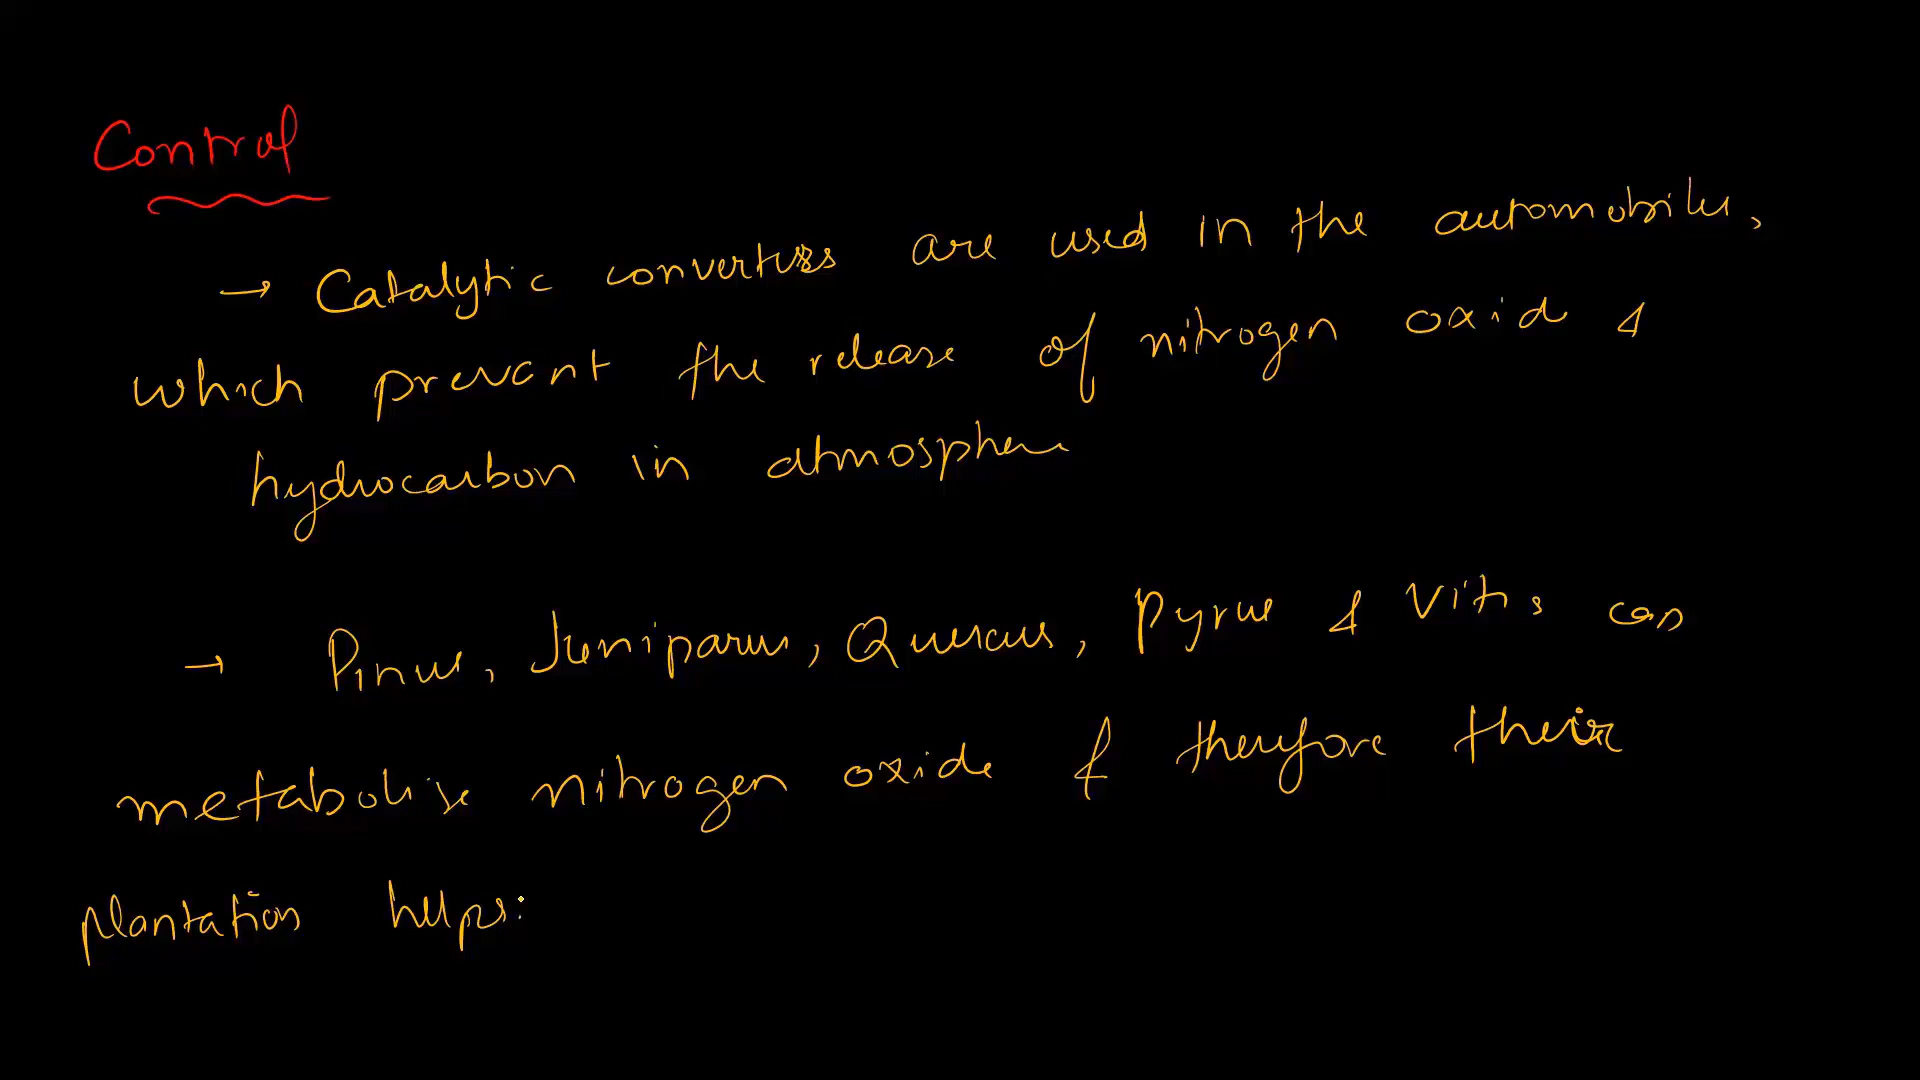 Control
→ Catalytic converters are used in the automobiles,
which prevent the release of nitrogen oxid &
hydrocarbon in atmosphere
→ Pinus, Juniparus, Quercus, Pyrus & Vitis can
metabolise nitrogen oxide & therefore their
plantation helps: